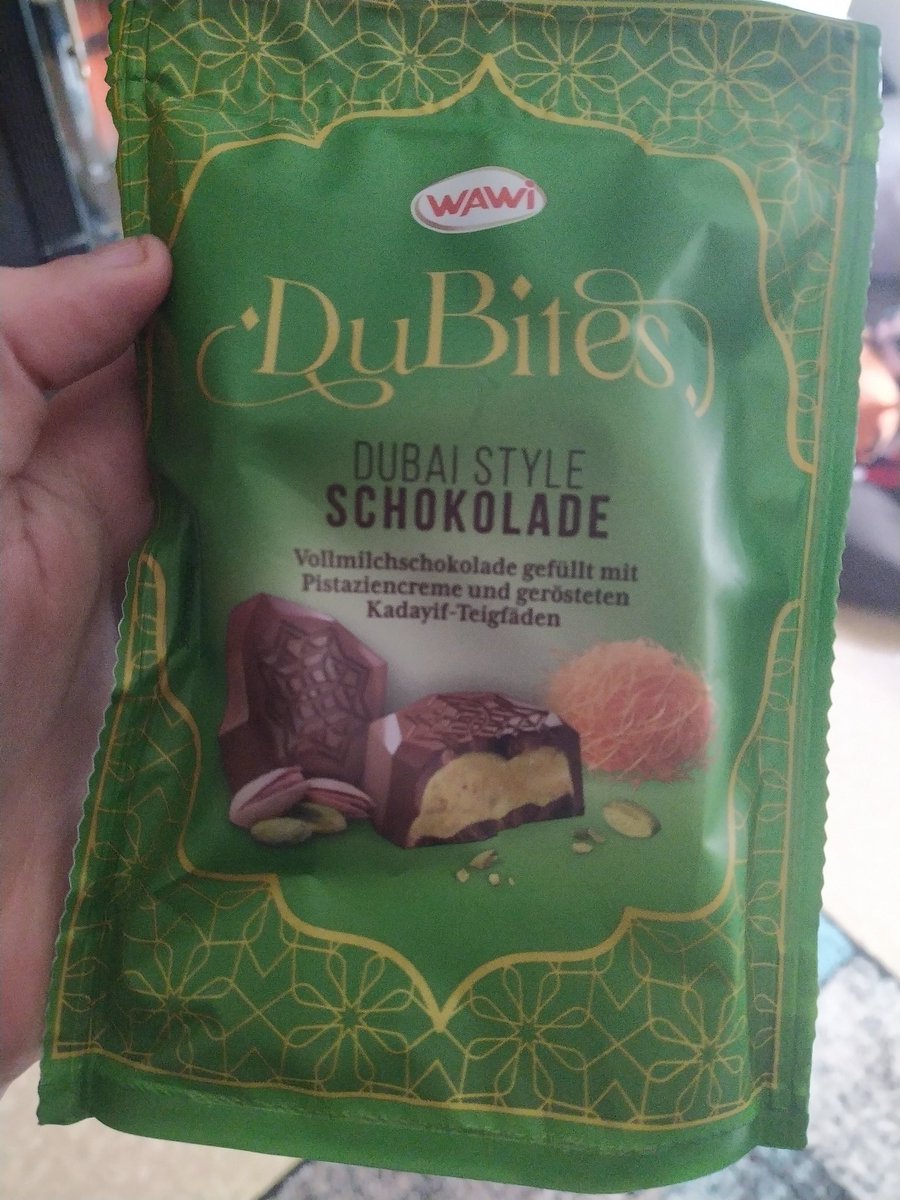 WAWi
DuBites
DUBAI STYLE
SCHOKOLADE
Vollmilchschokolade gefüllt mit
Pistaziencreme und gerösteten
Kadayif-Teigfäden